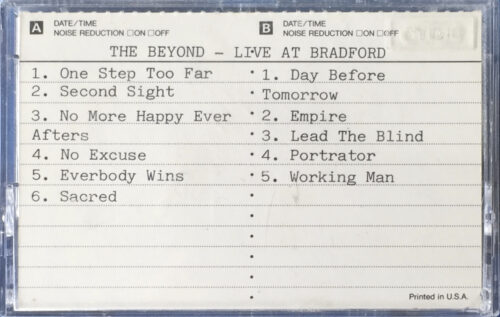 A DATE/TIME
NOISE REDUCTION □ON □OFF
B DATE/TIME
NOISE REDUCTION □ON □OFF
THE BEYOND - LIVE AT BRADFORD
1. One Step Too Far
2. Second Sight
3. No More Happy Ever
Afters
4. No Excuse
5. Everbody Wins
6. Sacred
1. Day Before
Tomorrow
2. Empire
3. Lead The Blind
4. Portrator
5. Working Man
Printed in U.S.A.